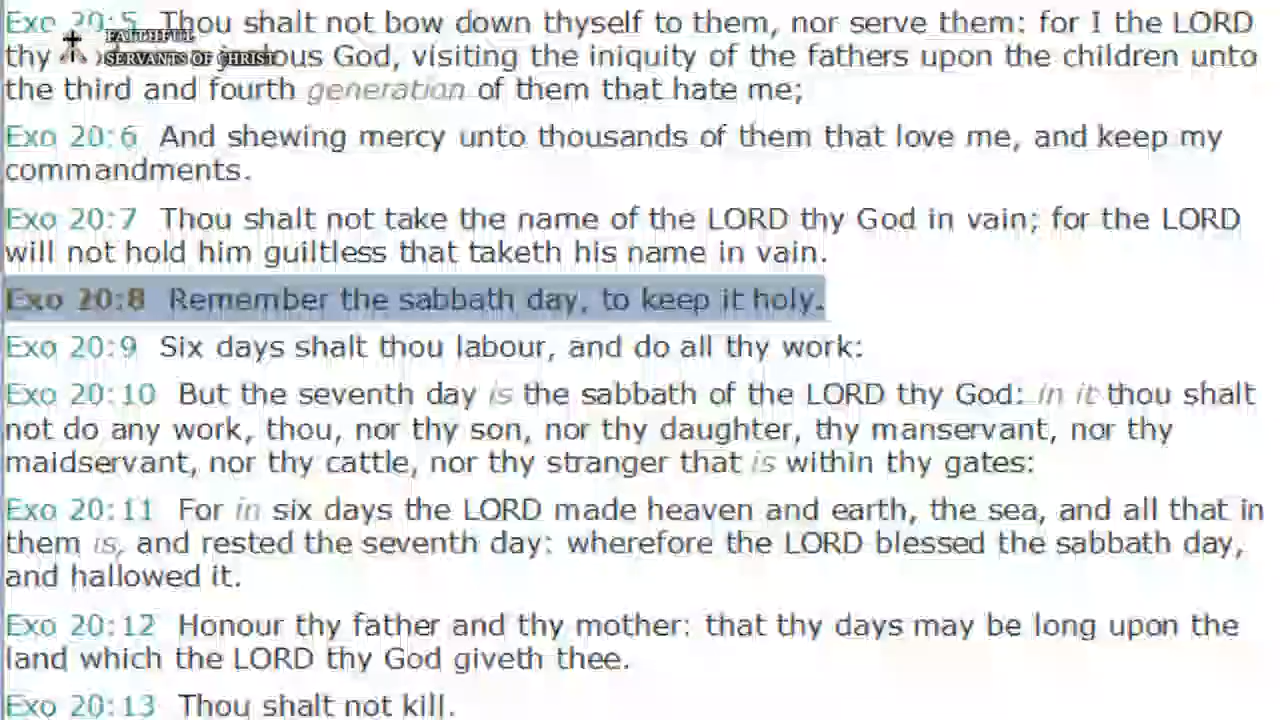 Exo 20:5 Thou shalt not bow down thyself to them, nor serve them: for I the LORD
FAITHFUL
thy God, visiting the iniquity of the fathers upon the children unto
SERVANTS OF CHRIST
the third and fourth generation of them that hate me;
Exo 20:6 And shewing mercy unto thousands of them that love me, and keep my
commandments.
Exo 20:7 Thou shalt not take the name of the LORD thy God in vain; for the LORD
will not hold him guiltless that taketh his name in vain.
Exo 20:8 Remember the sabbath day, to keep it holy.
Exo 20:9 Six days shalt thou labour, and do all thy work:
Exo 20:10 But the seventh day is the sabbath of the LORD thy God: in it thou shalt
not do any work, thou, nor thy son, nor thy daughter, thy manservant, nor thy
maidservant, nor thy cattle, nor thy stranger that is within thy gates:
Exo 20:11 For in six days the LORD made heaven and earth, the sea, and all that in
them is, and rested the seventh day: wherefore the LORD blessed the sabbath day,
and hallowed it.
Exo 20:12 Honour thy father and thy mother: that thy days may be long upon the
land which the LORD thy God giveth thee.
Exo 20:13 Thou shalt not kill.